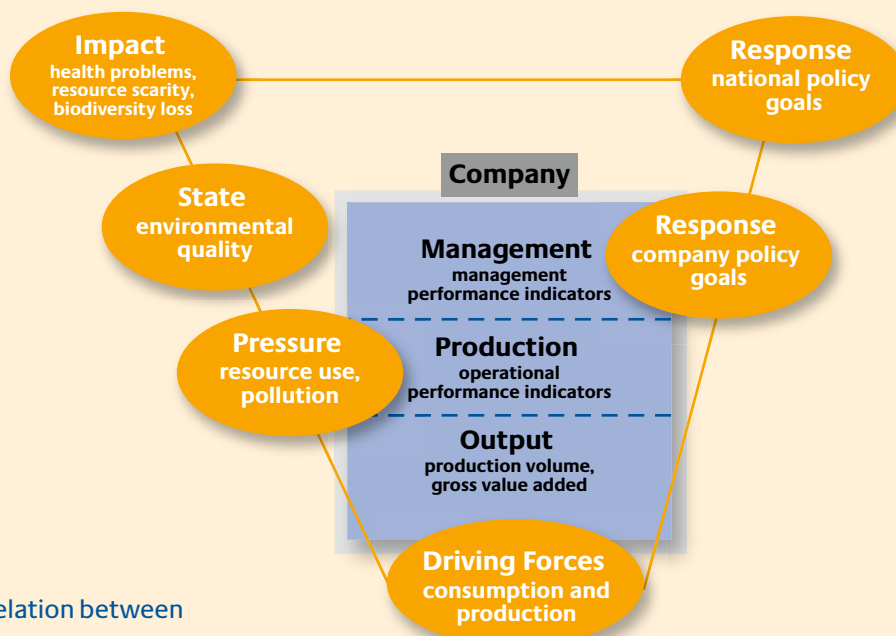 Impact
health problems,
resource scarity,
biodiversity loss
Response
national policy
goals
Company
State
environmental
quality
Management
management
performance indicators
Response
company policy
goals
Pressure
resource use,
pollution
Production
operational
performance indicators
Output
production volume,
gross value added
Driving Forces
consumption and
production
elation between